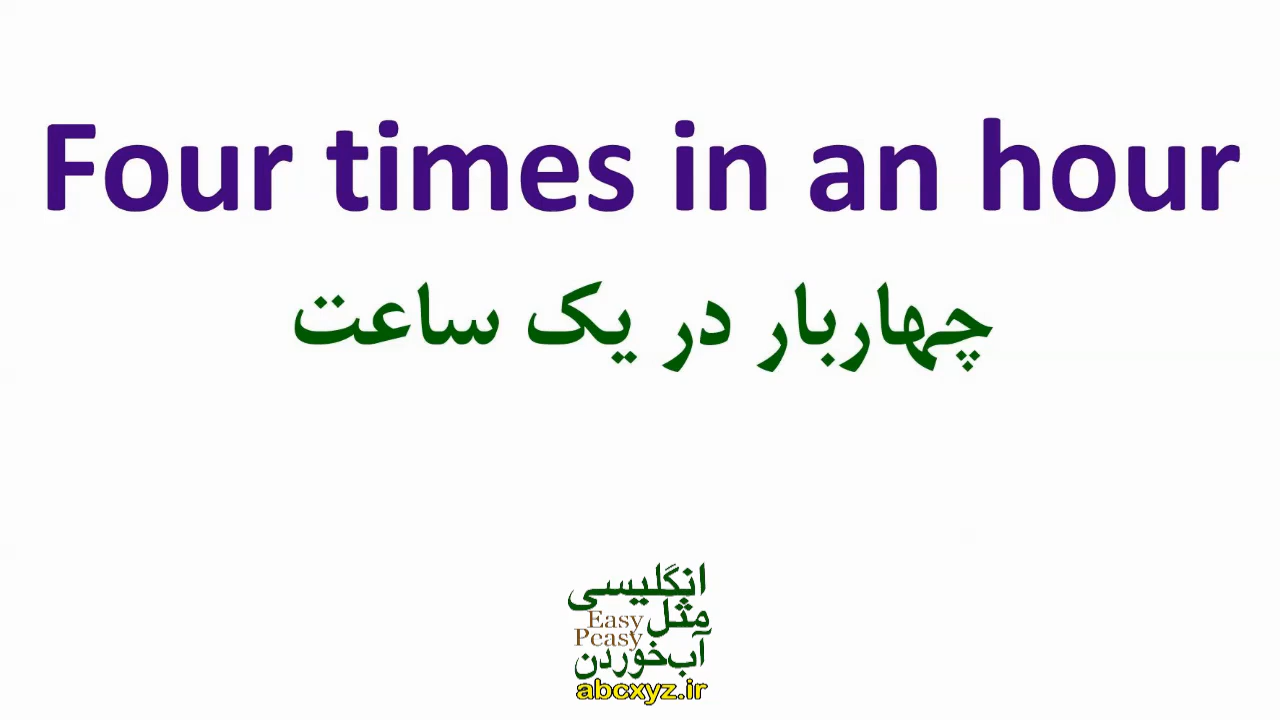 Four times in an hour
چهاربار در یک ساعت
انگلیسی
مثل Easy
Peasy
آب‌خوردن
abcxyz.ir